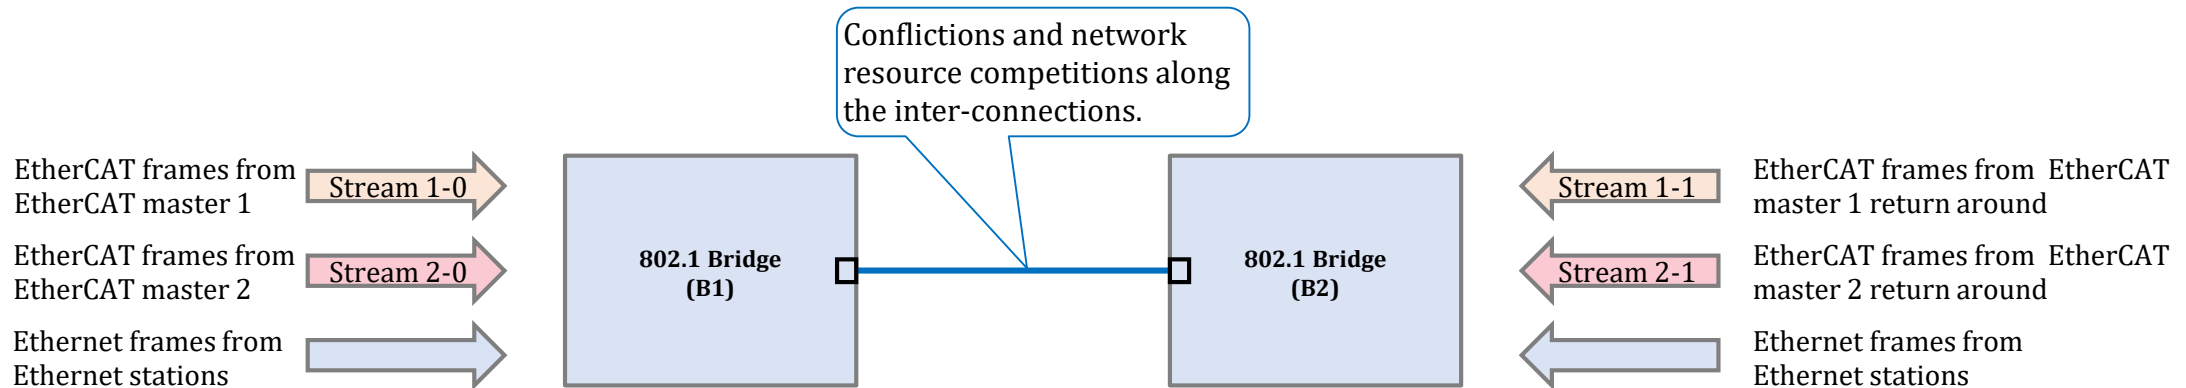 Conflictions and network
resource competitions along
the inter-connections.
EtherCAT frames from
EtherCAT master 1
Stream 1-0
Stream 1-1
EtherCAT frames from  EtherCAT
master 1 return around
EtherCAT frames from
EtherCAT master 2
Stream 2-0
802.1 Bridge
(B1)
802.1 Bridge
(B2)
Stream 2-1
EtherCAT frames from  EtherCAT
master 2 return around
Ethernet frames from
Ethernet stations
Ethernet frames from
Ethernet stations